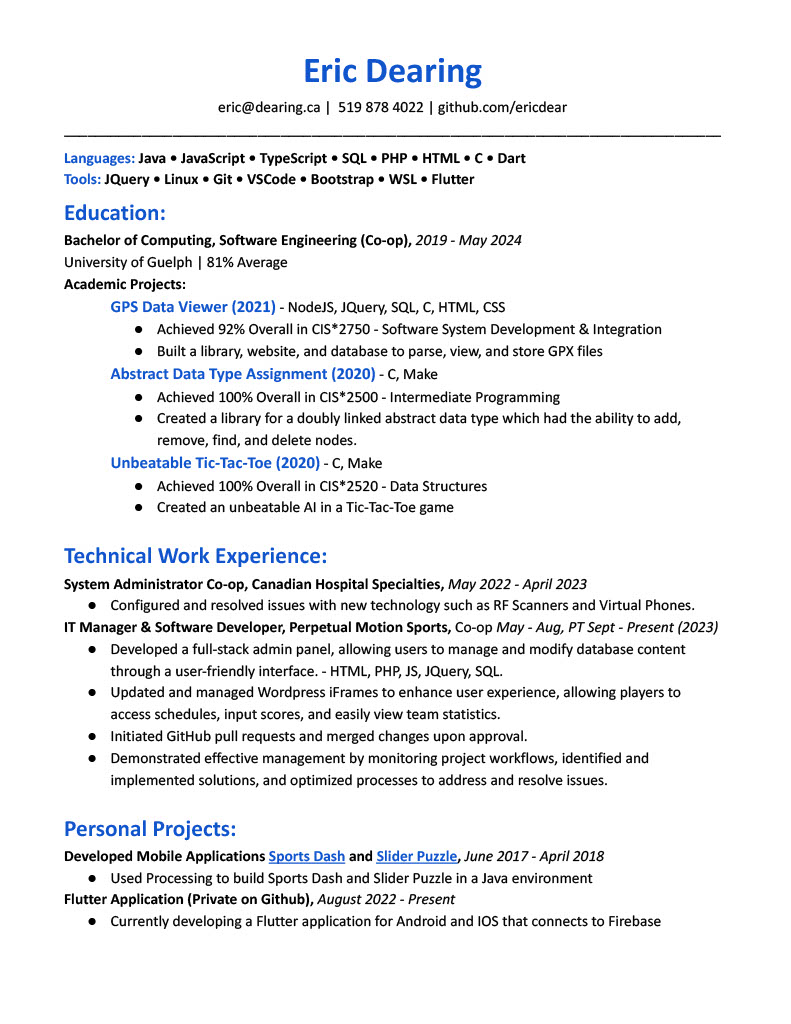 Eric Dearing
eric@dearing.ca | 519 878 4022 | github.com/ericdear
Languages: Java • JavaScript • TypeScript • SQL • PHP • HTML • C • Dart
Tools: JQuery • Linux • Git • VSCode • Bootstrap • WSL • Flutter
Education:
Bachelor of Computing, Software Engineering (Co-op), 2019 - May 2024
University of Guelph | 81% Average
Academic Projects:
GPS Data Viewer (2021) - NodeJS, JQuery, SQL, C, HTML, CSS
● Achieved 92% Overall in CIS*2750 - Software System Development & Integration
● Built a library, website, and database to parse, view, and store GPX files
Abstract Data Type Assignment (2020) - C, Make
● Achieved 100% Overall in CIS*2500 - Intermediate Programming
● Created a library for a doubly linked abstract data type which had the ability to add,
remove, find, and delete nodes.
Unbeatable Tic-Tac-Toe (2020) - C, Make
● Achieved 100% Overall in CIS*2520 - Data Structures
● Created an unbeatable AI in a Tic-Tac-Toe game
Technical Work Experience:
System Administrator Co-op, Canadian Hospital Specialties, May 2022 - April 2023
● Configured and resolved issues with new technology such as RF Scanners and Virtual Phones.
IT Manager & Software Developer, Perpetual Motion Sports, Co-op May - Aug, PT Sept - Present (2023)
● Developed a full-stack admin panel, allowing users to manage and modify database content
through a user-friendly interface. - HTML, PHP, JS, JQuery, SQL.
● Updated and managed Wordpress iFrames to enhance user experience, allowing players to
access schedules, input scores, and easily view team statistics.
● Initiated GitHub pull requests and merged changes upon approval.
● Demonstrated effective management by monitoring project workflows, identified and
implemented solutions, and optimized processes to address and resolve issues.
Personal Projects:
Developed Mobile Applications Sports Dash and Slider Puzzle, June 2017 - April 2018
● Used Processing to build Sports Dash and Slider Puzzle in a Java environment
Flutter Application (Private on Github), August 2022 - Present
● Currently developing a Flutter application for Android and IOS that connects to Firebase